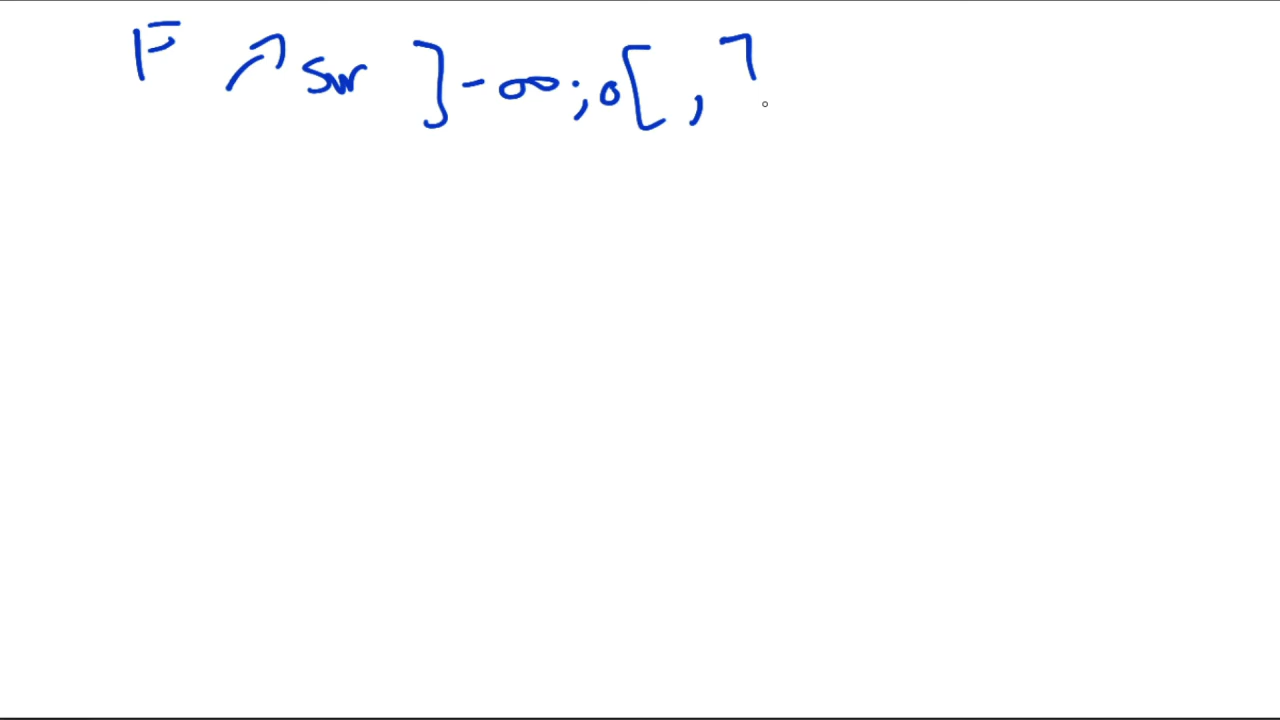 F ↗ sur ]-∞;0[ , ?